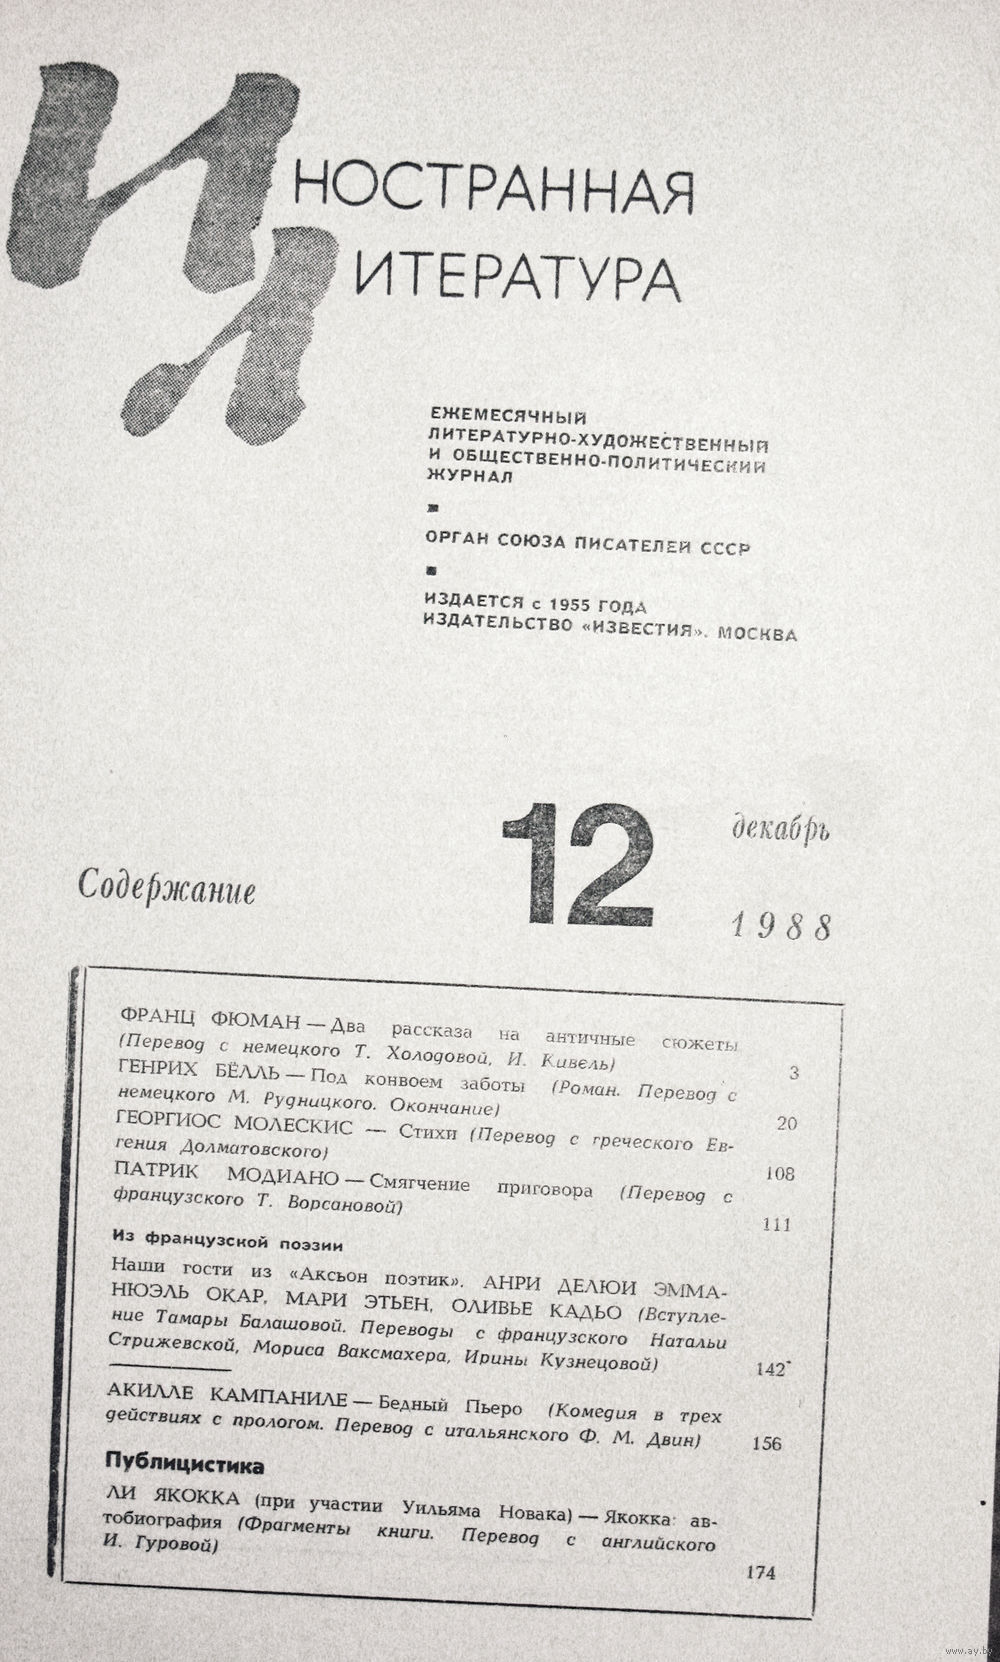 ИНОСТРАННАЯ
ЛИТЕРАТУРА
ЕЖЕМЕСЯЧНЫЙ
ЛИТЕРАТУРНО-ХУДОЖЕСТВЕННЫЙ
И ОБЩЕСТВЕННО-ПОЛИТИЧЕСКИЙ
ЖУРНАЛ
ОРГАН СОЮЗА ПИСАТЕЛЕЙ СССР
ИЗДАЕТСЯ с 1955 ГОДА
ИЗДАТЕЛЬСТВО «ИЗВЕСТИЯ». МОСКВА
12
декабрь
1988
Содержание
ФРАНЦ ФЮМАН — Два рассказа на античные сюжеты
(Перевод с немецкого Т. Холодовой, И. Кивель) 3
ГЕНРИХ БЁЛЛЬ — Под конвоем заботы (Роман. Перевод с
немецкого М. Рудницкого. Окончание) 20
ГЕОРГИОС МОЛЕСКИС — Стихи (Перевод с греческого Ев-
гения Долматовского) 108
ПАТРИК МОДИАНО — Смягчение приговора (Перевод с
французского Т. Ворсановой) 111
Из французской поэзии
Наши гости из «Аксьон поэтик». АНРИ ДЕЛЮИ ЭММА-
НЮЭЛЬ ОКАР, МАРИ ЭТЬЕН, ОЛИВЬЕ КАДЬО (Вступле-
ние Тамары Балашовой. Переводы с французского Натальи
Стрижевской, Мориса Ваксмахера, Ирины Кузнецовой) 142
АКИЛЛЕ КАМПАНИЛЕ — Бедный Пьеро (Комедия в трех
действиях с прологом. Перевод с итальянского Ф. М. Двин) 156
Публицистика
ЛИ ЯКОККА (при участии Уильяма Новака) — Якокка: ав-
тобиография (Фрагменты книги. Перевод с английского
И. Гуровой) 174
www.ay.by